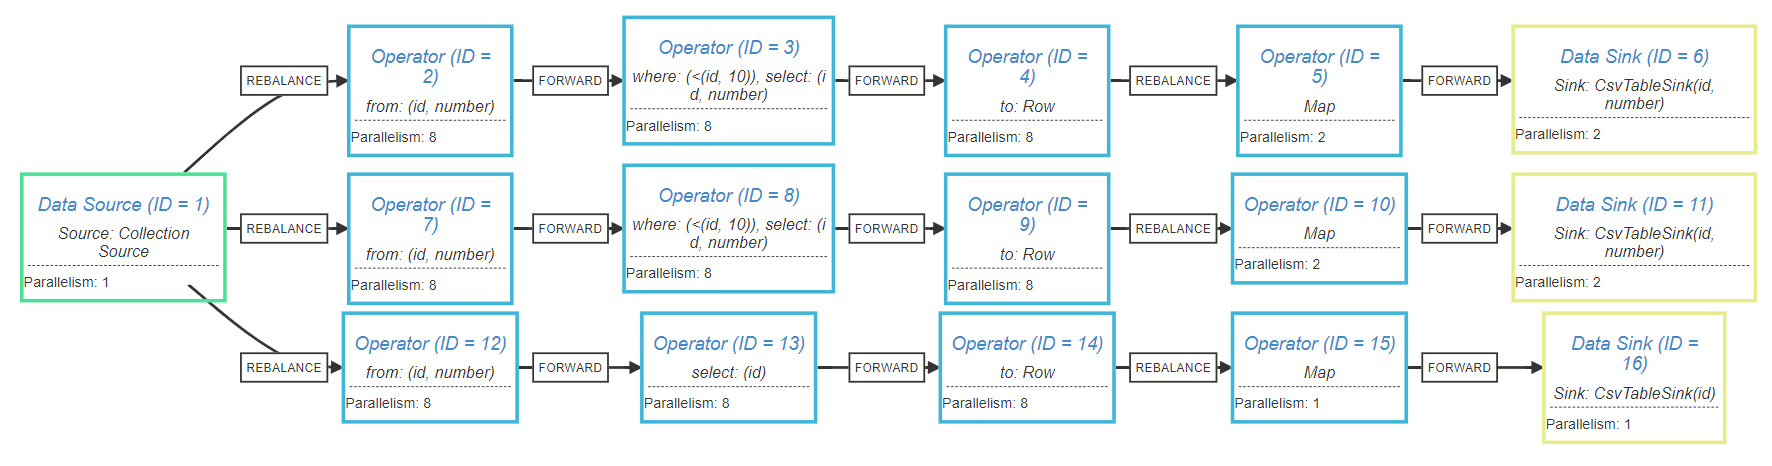 REBALANCE
Operator (ID =
2)
from: (id, number)
Parallelism: 8
FORWARD
Operator (ID = 3)
where: (<(id, 10)), select: (i
d, number)
Parallelism: 8
FORWARD
Operator (ID =
4)
to: Row
Parallelism: 8
REBALANCE
Operator (ID =
5)
Map
Parallelism: 2
FORWARD
Data Sink (ID = 6)
Sink: CsvTableSink(id,
number)
Parallelism: 2
Data Source (ID = 1)
Source: Collection
Source
Parallelism: 1
REBALANCE
Operator (ID =
7)
from: (id, number)
Parallelism: 8
FORWARD
Operator (ID = 8)
where: (<(id, 10)), select: (i
d, number)
Parallelism: 8
FORWARD
Operator (ID =
9)
to: Row
Parallelism: 8
REBALANCE
Operator (ID = 10)
Map
Parallelism: 2
FORWARD
Data Sink (ID = 11)
Sink: CsvTableSink(id,
number)
Parallelism: 2
REBALANCE
Operator (ID = 12)
from: (id, number)
Parallelism: 8
FORWARD
Operator (ID = 13)
select: (id)
Parallelism: 8
FORWARD
Operator (ID = 14)
to: Row
Parallelism: 8
REBALANCE
Operator (ID = 15)
Map
Parallelism: 1
FORWARD
Data Sink (ID =
16)
Sink: CsvTableSink(id)
Parallelism: 1